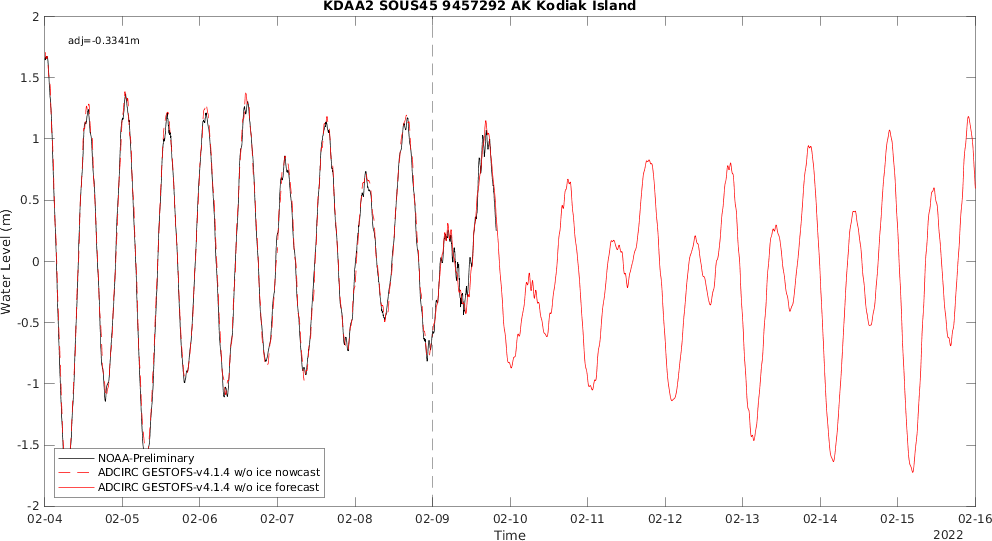 KDAA2 SOUS45 9457292 AK Kodiak Island
adj=-0.3341m
2
1.5
1
0.5
0
-0.5
-1
-1.5
-2
Water Level (m)
NOAA-Preliminary
ADCIRC GESTOFS-v4.1.4 w/o ice nowcast
ADCIRC GESTOFS-v4.1.4 w/o ice forecast
02-04 02-05 02-06 02-07 02-08 02-09 02-10 02-11 02-12 02-13 02-14 02-15 02-16
Time
2022